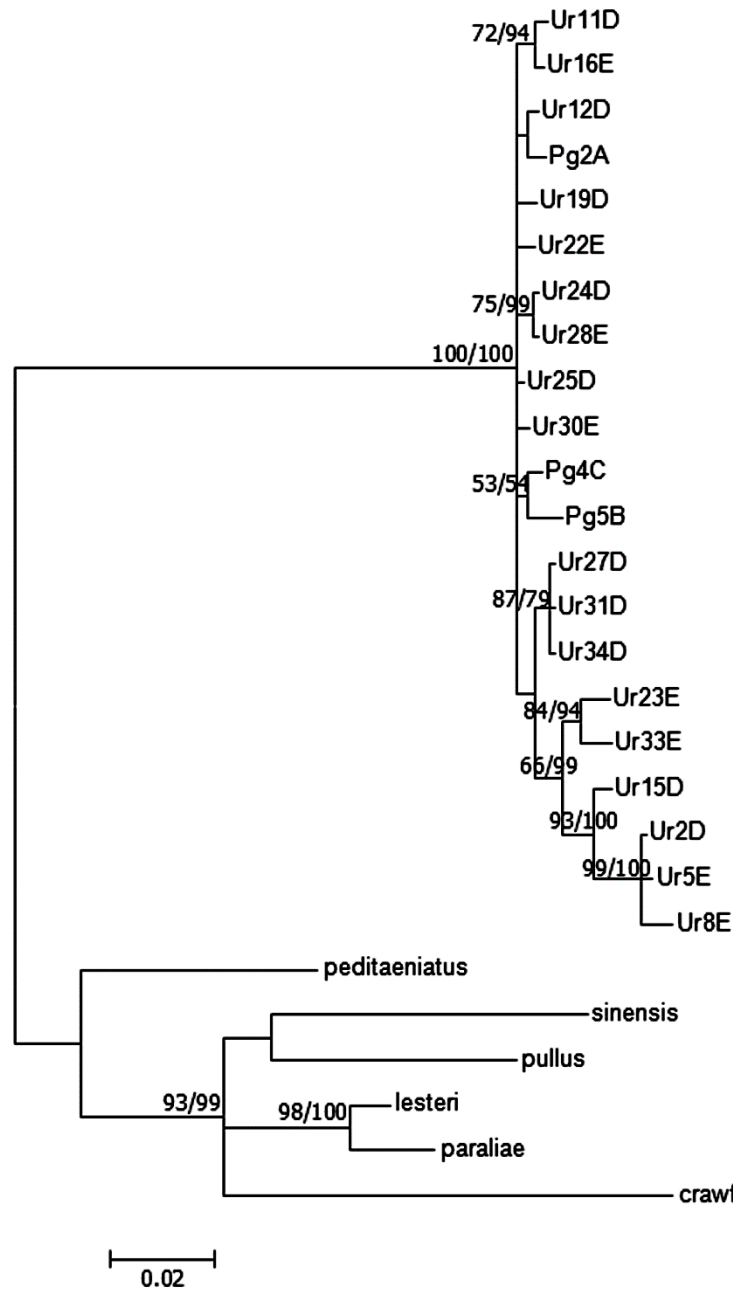 Ur11D
72/94
Ur16E
Ur12D
Pg2A
Ur19D
Ur22E
Ur24D
75/99
Ur28E
100/100
Ur25D
Ur30E
Pg4C
53/54
Pg5B
Ur27D
87/79
Ur31D
Ur34D
Ur23E
84/94
Ur33E
66/99
Ur15D
93/100
Ur2D
99/100
Ur5E
Ur8E
peditaeniatus
sinensis
pullus
93/99
98/100
lesteri
paraliae
crawf
0.02